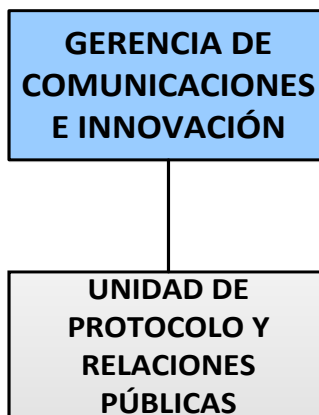 GERENCIA DE
COMUNICACIONES
E INNOVACIÓN
UNIDAD DE
PROTOCOLO Y
RELACIONES
PÚBLICAS